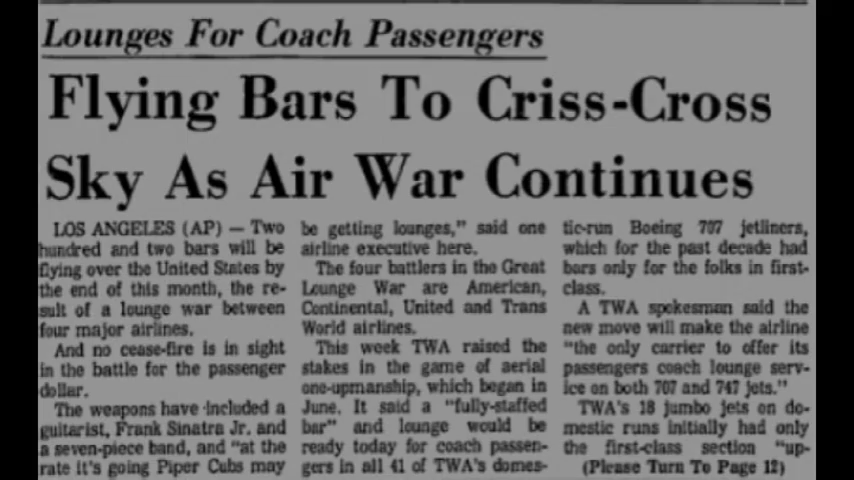 Lounges For Coach Passengers
Flying Bars To Criss-Cross
Sky As Air War Continues
LOS ANGELES (AP) — Two
hundred and two bars will be
flying over the United States by
the end of this month, the re-
sult of a lounge war between
four major airlines.
And no cease-fire is in sight
in the battle for the passenger
dollar.
The weapons have included a
guitarist, Frank Sinatra Jr. and
a seven-piece band, and "at the
rate it's going Piper Cubs may
be getting lounges," said one
airline executive here.
The four battlers in the Great
Lounge War are American,
Continental, United and Trans
World airlines.
This week TWA raised the
stakes in the game of aerial
one-upmanship, which began in
June. It said a "fully-staffed
bar" and lounge would be
ready today for coach passen-
gers in all 41 of TWA's domes-
tic-run Boeing 707 jetliners,
which for the past decade had
bars only for the folks in first-
class.
A TWA spokesman said the
new move will make the airline
"the only carrier to offer its
passengers coach lounge serv-
ice on both 707 and 747 jets."
TWA's 18 jumbo jets on do-
mestic runs initially had only
the first-class section "up-
(Please Turn To Page 12)